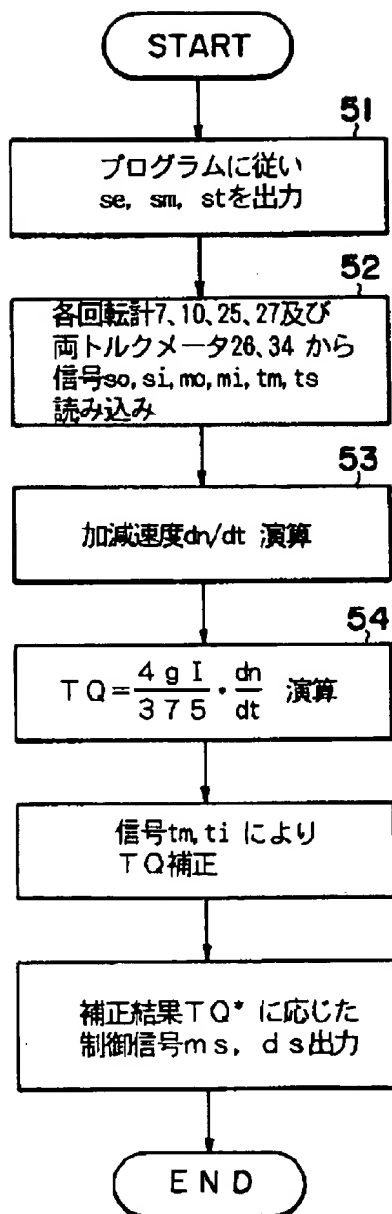 START
51
プログラムに従い
se, sm, stを出力
52
各回転計7、10、25、27及び
両トルクメータ26、34 から
信号so,si,mo,mi,tm,ts
読み込み
53
加減速度dn/dt 演算
54
TQ=4gI/375・dn/dt 演算
信号tm,ti により
TQ補正
補正結果TQ* に応じた
制御信号ms, ds出力
END